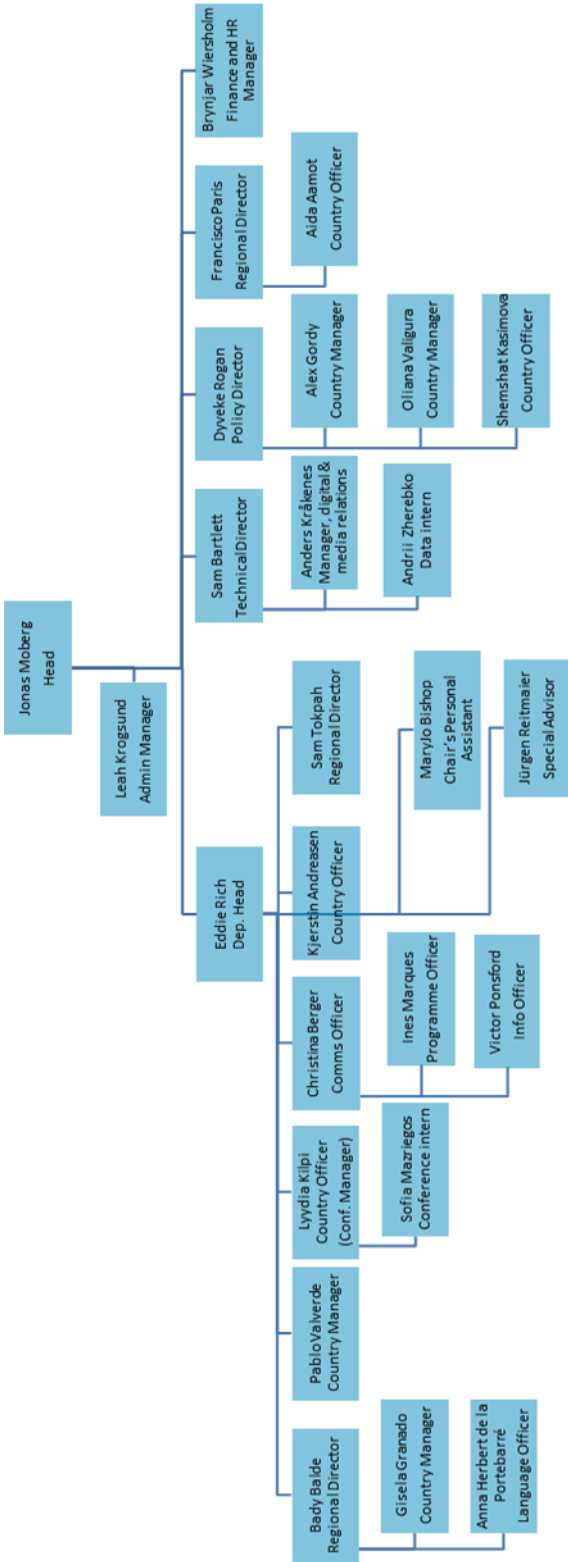 Jonas Moberg
Head
Leah Krogsund
Admin Manager
Eddie Rich
Dep. Head
Sam Bartlett
Technical Director
Dyveke Rogan
Policy Director
Francisco Paris
Regional Director
Brynjar Wiersholm
Finance and HR
Manager
Bady Balde
Regional Director
Pablo Valverde
Country Manager
Lyydia Kilpi
Country Officer
(Conf. Manager)
Christina Berger
Comms Officer
Kjerstin Andreasen
Country Officer
Sam Tokpah
Regional Director
Anders Kråkenes
Manager, digital &
media relations
Alex Gordy
Country Manager
Aida Aamot
Country Officer
Gisela Granado
Country Manager
Sofia Mazriegos
Conference intern
Ines Marques
Programme Officer
MaryJo Bishop
Chair's Personal
Assistant
Andrii Zherebko
Data intern
Oliana Valigura
Country Manager
Anna Herbert de la
Portebarré
Language Officer
Victor Ponsford
Info Officer
Jürgen Reitmaier
Special Advisor
Shemshat Kasimova
Country Officer